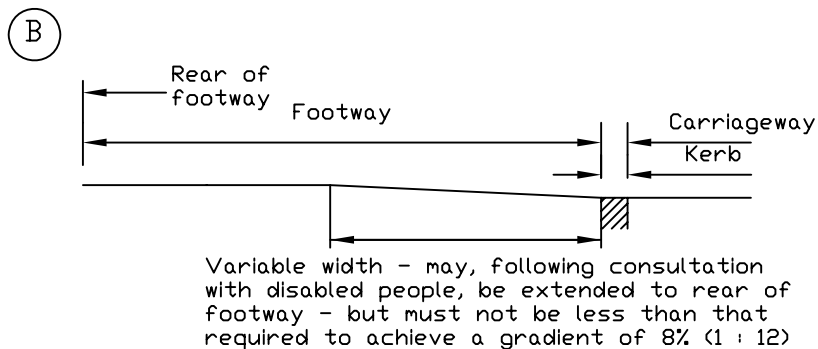 B
Rear of
footway
Footway
Carriageway
Kerb
Variable width - may, following consultation
with disabled people, be extended to rear of
footway - but must not be less than that
required to achieve a gradient of 8% (1 : 12)